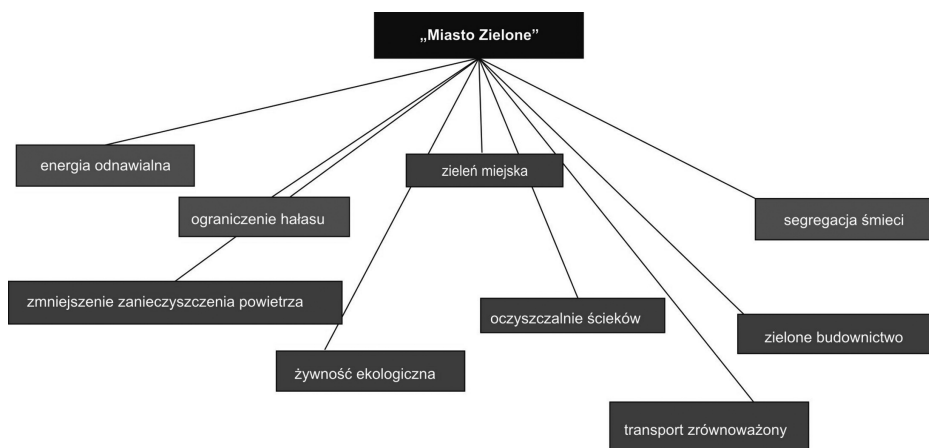 „Miasto Zielone”
energia odnawialna
zieleń miejska
ograniczenie hałasu
segregacja śmieci
zmniejszenie zanieczyszczenia powietrza
oczyszczalnie ścieków
zielone budownictwo
żywność ekologiczna
transport zrównoważony